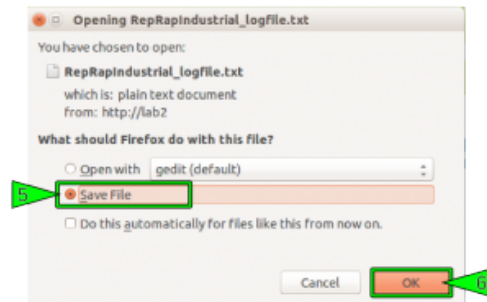 Opening RepRapIndustrial_logfile.txt
You have chosen to open:
RepRapIndustrial_logfile.txt
which is: plain text document
from: http://lab2
What should Firefox do with this file?
Open with gedit (default)
5 Save File
Do this automatically for files like this from now on.
Cancel OK 6